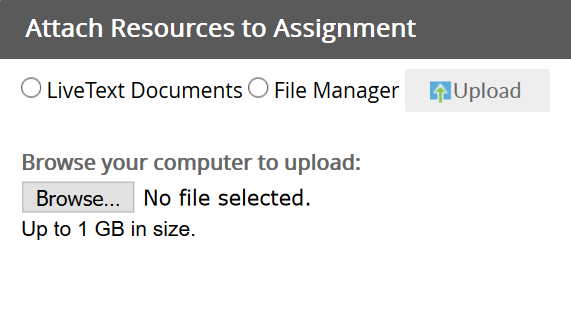 Attach Resources to Assignment
LiveText Documents File Manager Upload
Browse your computer to upload:
Browse... No file selected.
Up to 1 GB in size.